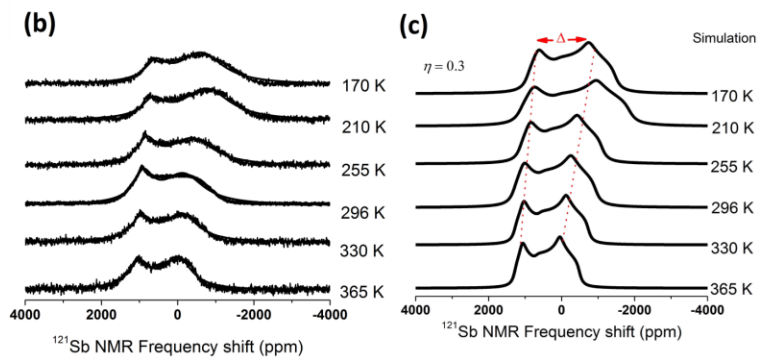 (b)
170 K
210 K
255 K
296 K
330 K
365 K
4000 2000 0 -2000 -4000
¹²¹Sb NMR Frequency shift (ppm)
(c)
Δ
Simulation
η = 0.3
170 K
210 K
255 K
296 K
330 K
365 K
4000 2000 0 -2000 -4000
¹²¹Sb NMR Frequency shift (ppm)